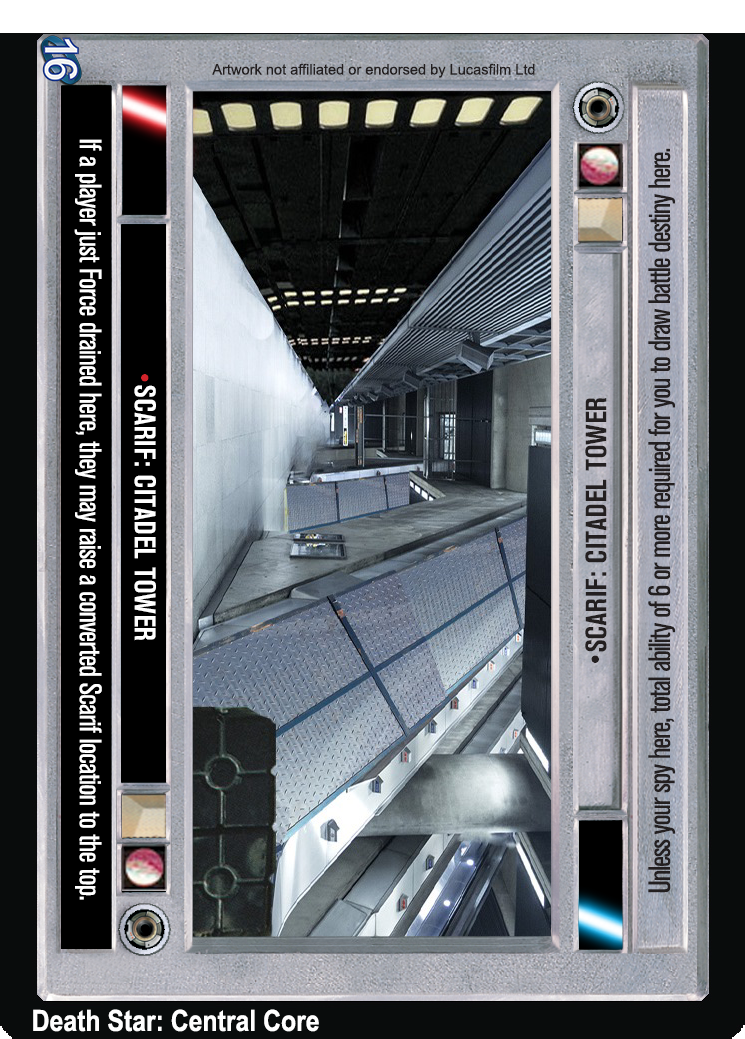 16
Artwork not affiliated or endorsed by Lucasfilm Ltd
If a player just Force drained here, they may raise a converted Scarif location to the top.
•SCARIF: CITADEL TOWER
•SCARIF: CITADEL TOWER
Unless your spy here, total ability of 6 or more required for you to draw battle destiny here.
Death Star: Central Core